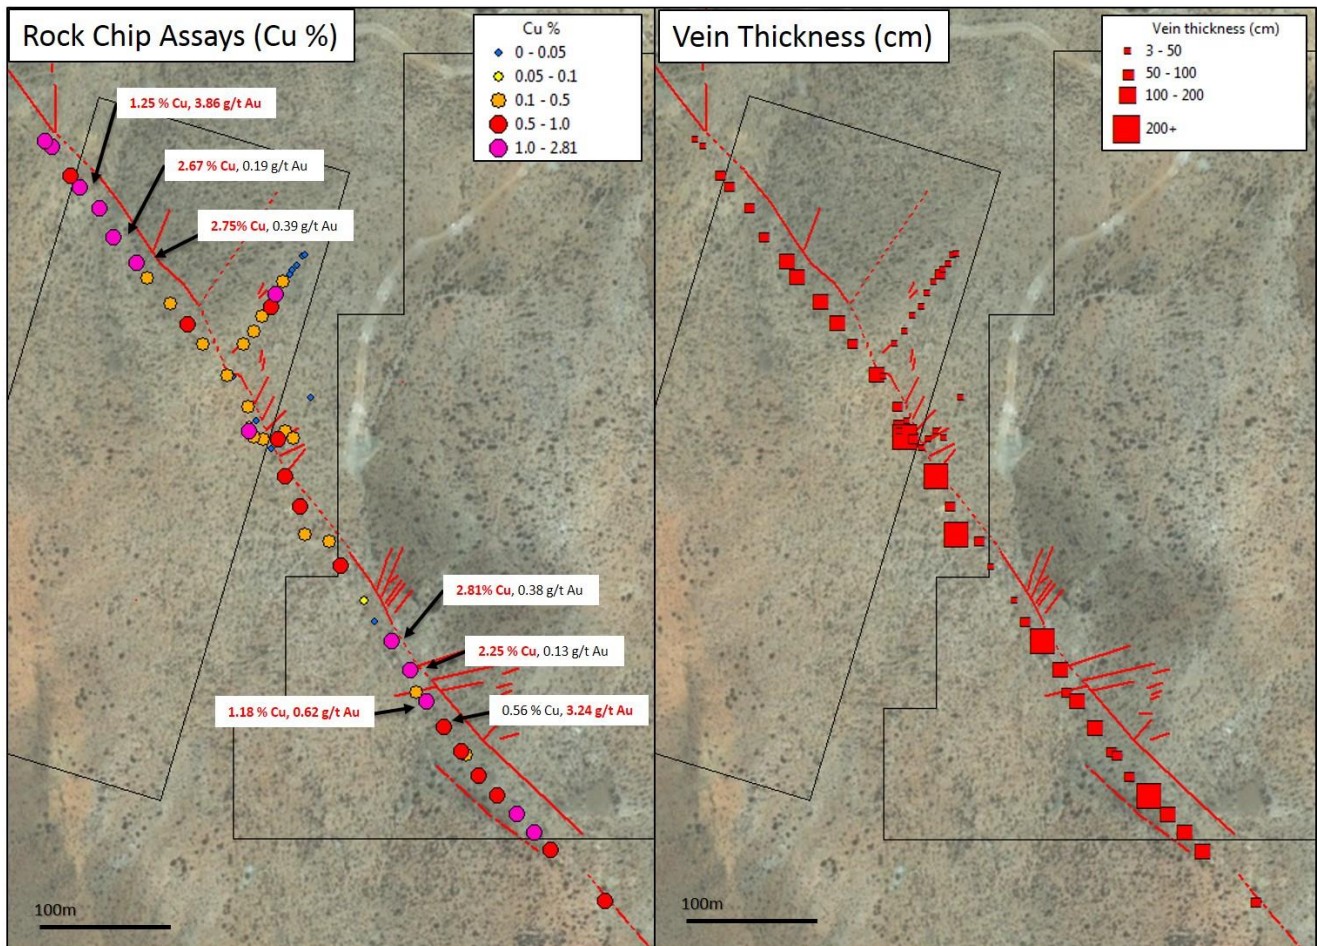 Rock Chip Assays (Cu %)
Cu %
0 - 0.05
0.05 - 0.1
0.1 - 0.5
0.5 - 1.0
1.0 - 2.81
1.25 % Cu, 3.86 g/t Au
2.67 % Cu, 0.19 g/t Au
2.75% Cu, 0.39 g/t Au
2.81% Cu, 0.38 g/t Au
2.25 % Cu, 0.13 g/t Au
1.18 % Cu, 0.62 g/t Au
0.56 % Cu, 3.24 g/t Au
100m
Vein Thickness (cm)
Vein thickness (cm)
3 - 50
50 - 100
100 - 200
200+
100m